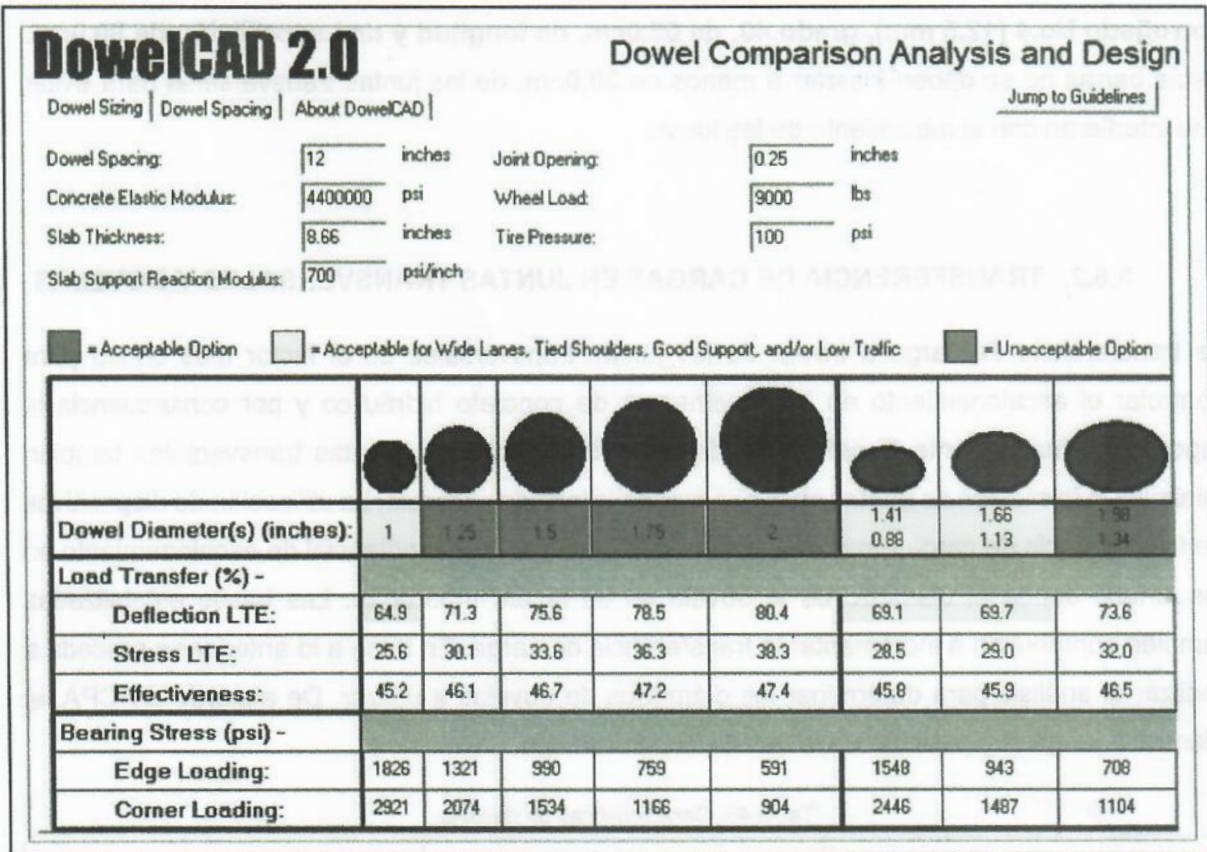 DowelCAD 2.0
Dowel Comparison Analysis and Design
Dowel Sizing Dowel Spacing About DowelCAD
Jump to Guidelines
Dowel Spacing: 12 inches Joint Opening: 0.25 inches
Concrete Elastic Modulus: 4400000 psi Wheel Load: 9000 lbs
Slab Thickness: 8.66 inches Tire Pressure: 100 psi
Slab Support Reaction Modulus: 700 psi/inch
= Acceptable Option = Acceptable for Wide Lanes, Tied Shoulders, Good Support, and/or Low Traffic = Unacceptable Option
1.41 1.66 1.98
Dowel Diameter(s) (inches): 1 1.25 1.5 1.75 2
0.88 1.13 1.34
Load Transfer (%) -
Deflection LTE: 64.9 71.3 75.6 78.5 80.4 69.1 69.7 73.6
Stress LTE: 25.6 30.1 33.8 36.9 38.5 28.5 29.0 32.0
Effectiveness: 45.2 46.1 46.7 47.2 47.4 45.8 45.9 46.5
Bearing Stress (psi) -
Edge Loading: 1826 1321 990 759 591 1548 943 708
Corner Loading: 2921 2074 1534 1166 904 2446 1487 1104